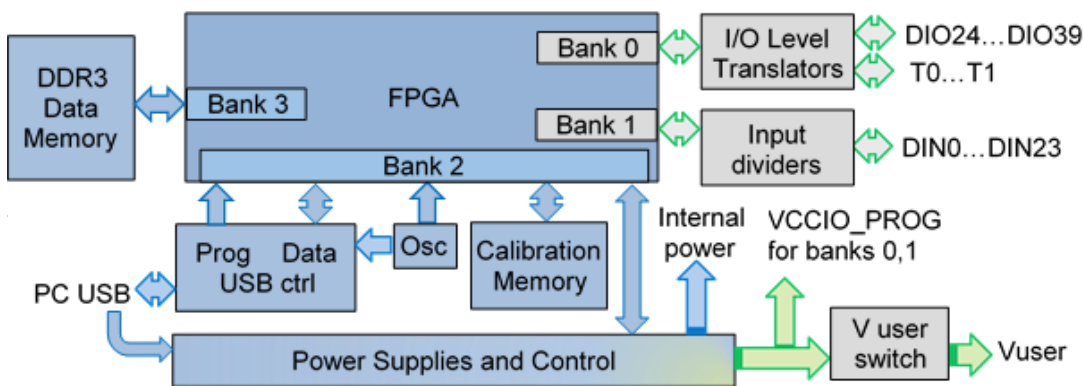 DDR3
Data
Memory
FPGA
Bank 0
Bank 1
Bank 3
Bank 2
I/O Level
Translators
DIO24…DIO39
T0…T1
Input
dividers
DIN0…DIN23
Prog Data
USB ctrl
Osc
Calibration
Memory
Internal
power
VCCIO_PROG
for banks 0,1
PC USB
Power Supplies and Control
V user
switch
Vuser